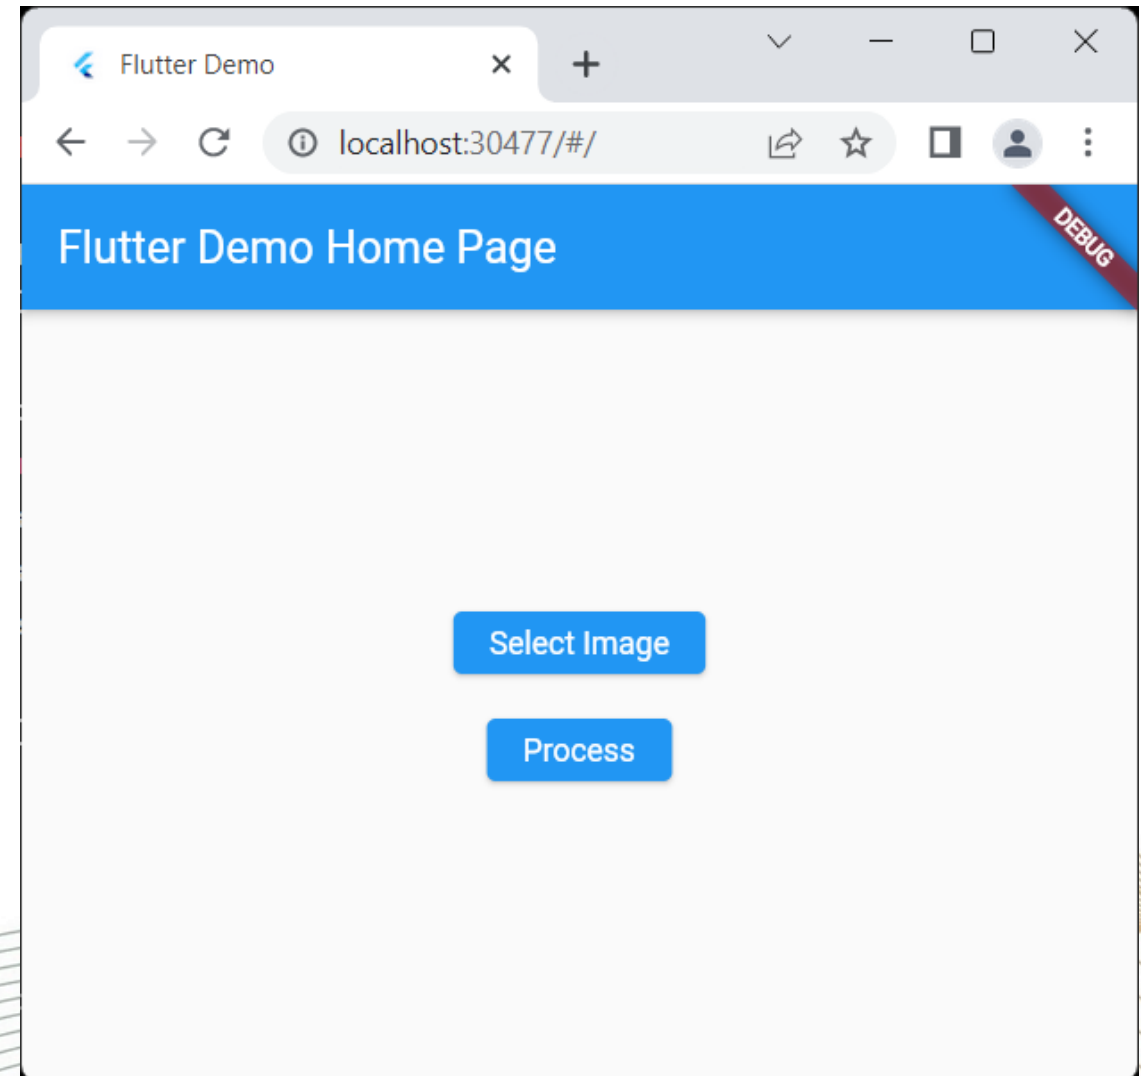 Flutter Demo
localhost:30477/#/
Flutter Demo Home Page
DEBUG
Select Image
Process